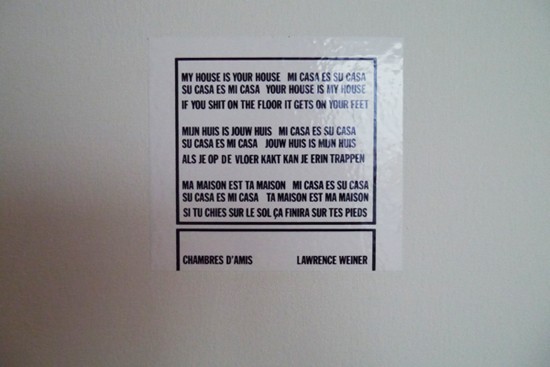 MY HOUSE IS YOUR HOUSE MI CASA ES SU CASA
SU CASA ES MI CASA YOUR HOUSE IS MY HOUSE
IF YOU SHIT ON THE FLOOR IT GETS ON YOUR FEET
MIJN HUIS IS JOUW HUIS MI CASA ES SU CASA
SU CASA ES MI CASA JOUW HUIS IS MIJN HUIS
ALS JE OP DE VLOER KAKT KAN JE ERIN TRAPPEN
MA MAISON EST TA MAISON MI CASA ES SU CASA
SU CASA ES MI CASA TA MAISON EST MA MAISON
SI TU CHIES SUR LE SOL ÇA FINIRA SUR TES PIEDS
CHAMBRES D'AMIS LAWRENCE WEINER